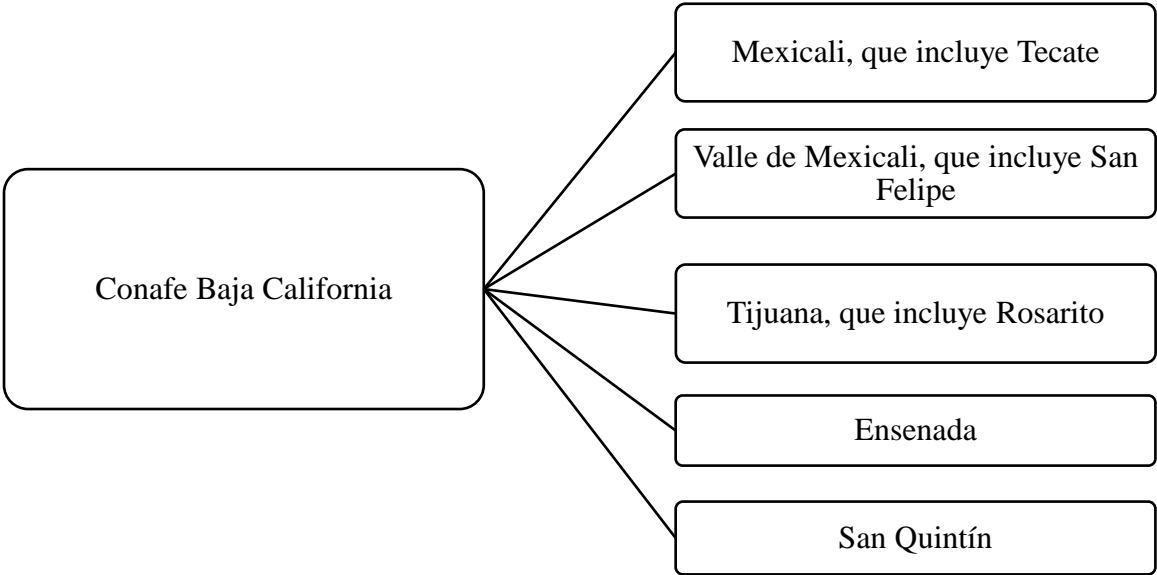 Conafe Baja California
Mexicali, que incluye Tecate
Valle de Mexicali, que incluye San
Felipe
Tijuana, que incluye Rosarito
Ensenada
San Quintín